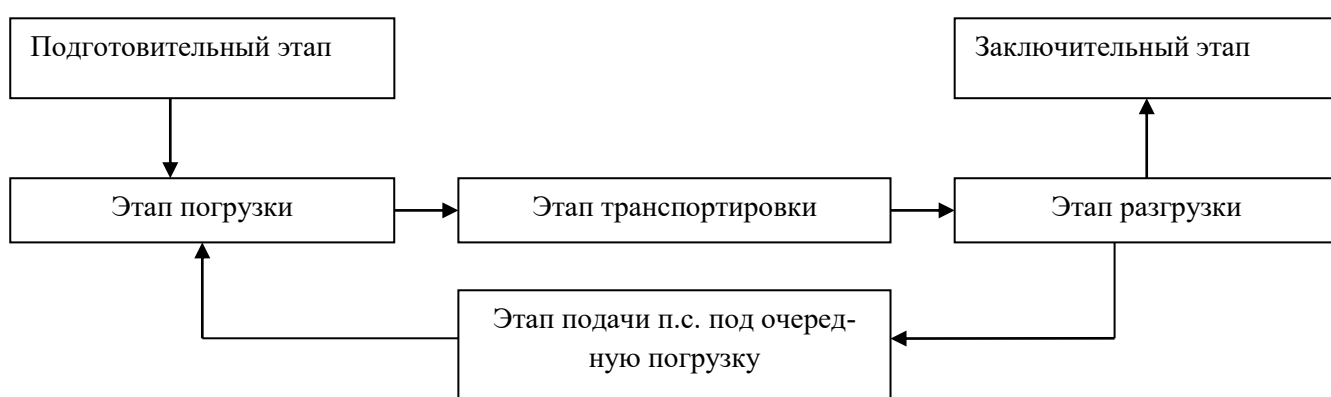 Подготовительный этап
Заключительный этап
Этап погрузки
Этап транспортировки
Этап разгрузки
Этап подачи п.с. под очеред-
ную погрузку